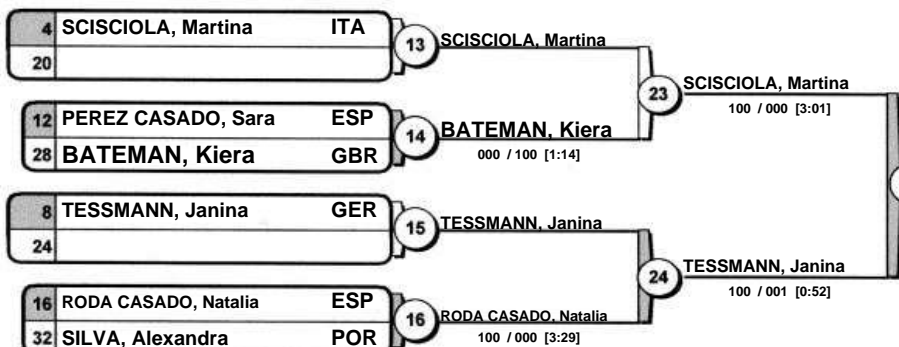 4 SCISCIOLA, Martina ITA
20
13 SCISCIOLA, Martina
12 PEREZ CASADO, Sara ESP
28 BATEMAN, Kiera GBR
14 BATEMAN, Kiera
000 / 100 [1:14]
23 SCISCIOLA, Martina
100 / 000 [3:01]
8 TESSMANN, Janina GER
24
15 TESSMANN, Janina
16 RODA CASADO, Natalia ESP
32 SILVA, Alexandra POR
16 RODA CASADO, Natalia
100 / 000 [3:29]
24 TESSMANN, Janina
100 / 001 [0:52]